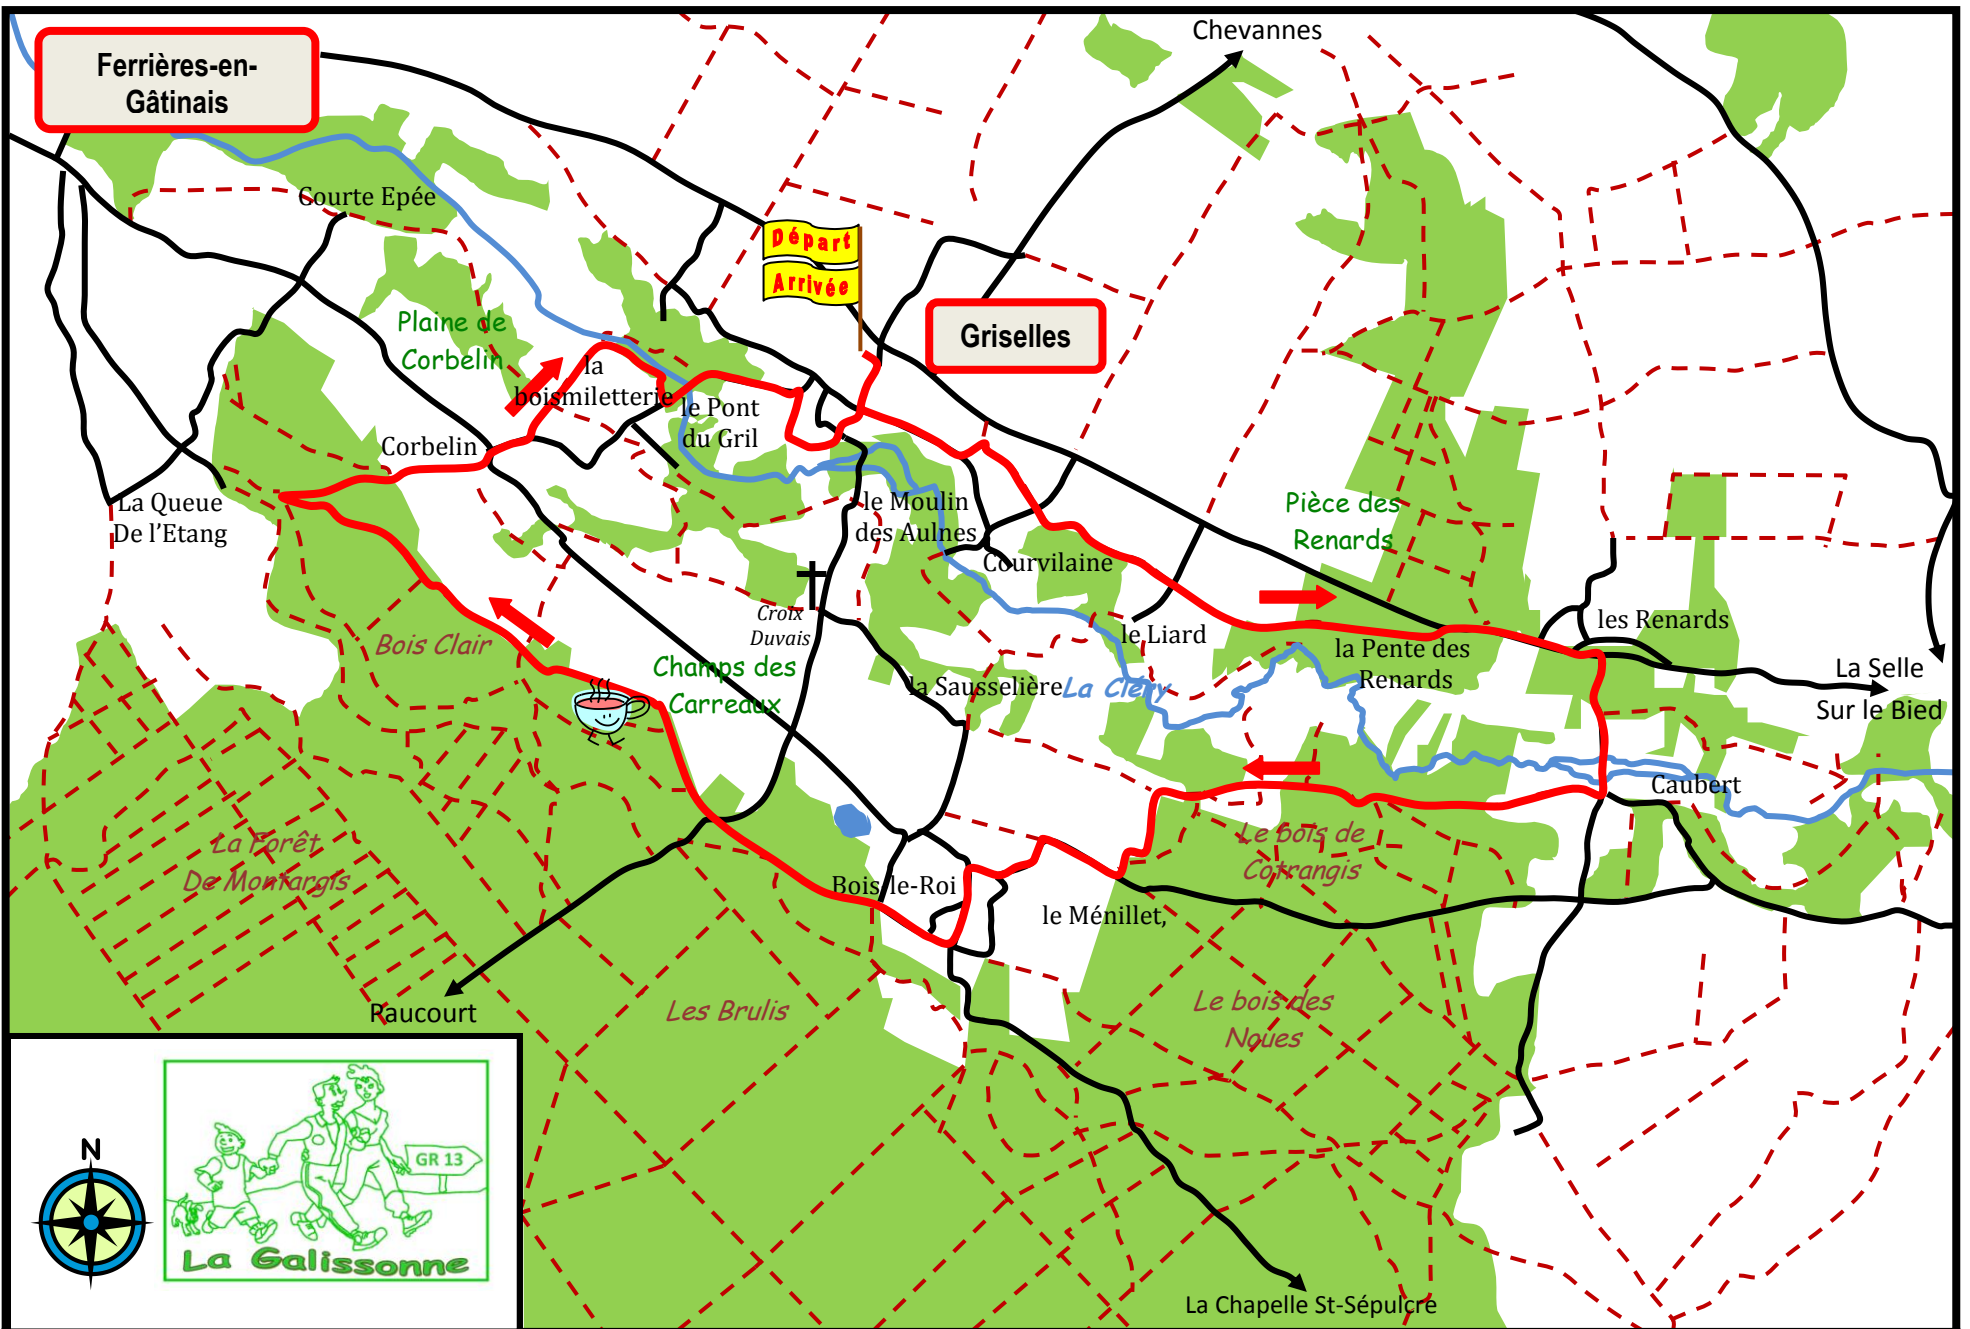 Chevannes
Ferrières-en-
Gâtinais
Courte Epée
Départ
Arrivée
Griselles
Plaine de
Corbelin
la
boismiletterie
le Pont
du Gril
Corbelin
La Queue
De l'Etang
le Moulin
des Aulnes
Courvilaine
Pièce des
Renards
Croix
Duvais
le Liard
les Renards
la Pente des
Renards
Bois Clair
Champs des
Carreaux
la Sausselière
La Cléry
La Selle
Sur le Bied
Caubert
La Forêt
De Montargis
Le bois de
Cotrangis
Bois-le-Roi
le Ménillet,
Paucourt
Les Brulis
Le bois des
Noues
N
GR 13
La Galissonne
La Chapelle St-Sépulcre